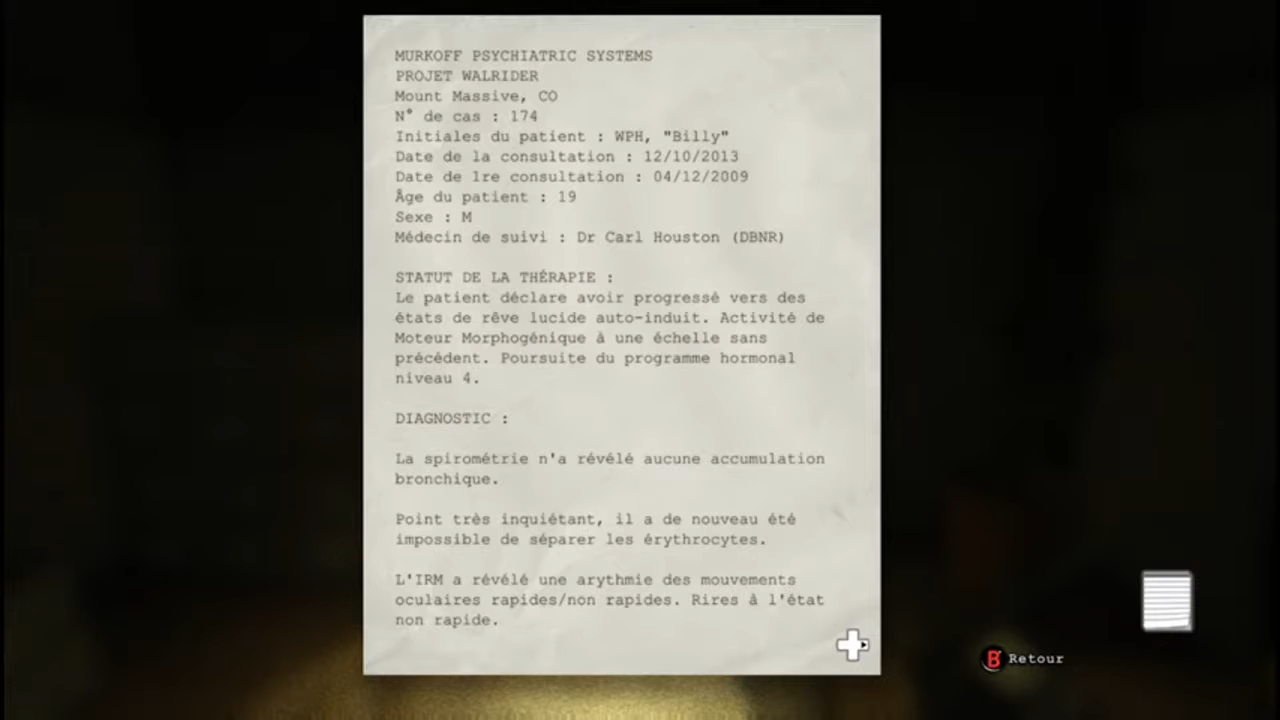 MURKOFF PSYCHIATRIC SYSTEMS
PROJET WALRIDER
Mount Massive, CO
N° de cas : 174
Initiales du patient : WPH, "Billy"
Date de la consultation : 12/10/2013
Date de 1re consultation : 04/12/2009
Âge du patient : 19
Sexe : M
Médecin de suivi : Dr Carl Houston (DBNR)
STATUT DE LA THÉRAPIE :
Le patient déclare avoir progressé vers des
états de rêve lucide auto-induit. Activité de
Moteur Morphogénique à une échelle sans
précédent. Poursuite du programme hormonal
niveau 4.
DIAGNOSTIC :
La spirométrie n'a révélé aucune accumulation
bronchique.
Point très inquiétant, il a de nouveau été
impossible de séparer les érythrocytes.
L'IRM a révélé une arythmie des mouvements
oculaires rapides/non rapides. Rires à l'état
non rapide.
B Retour